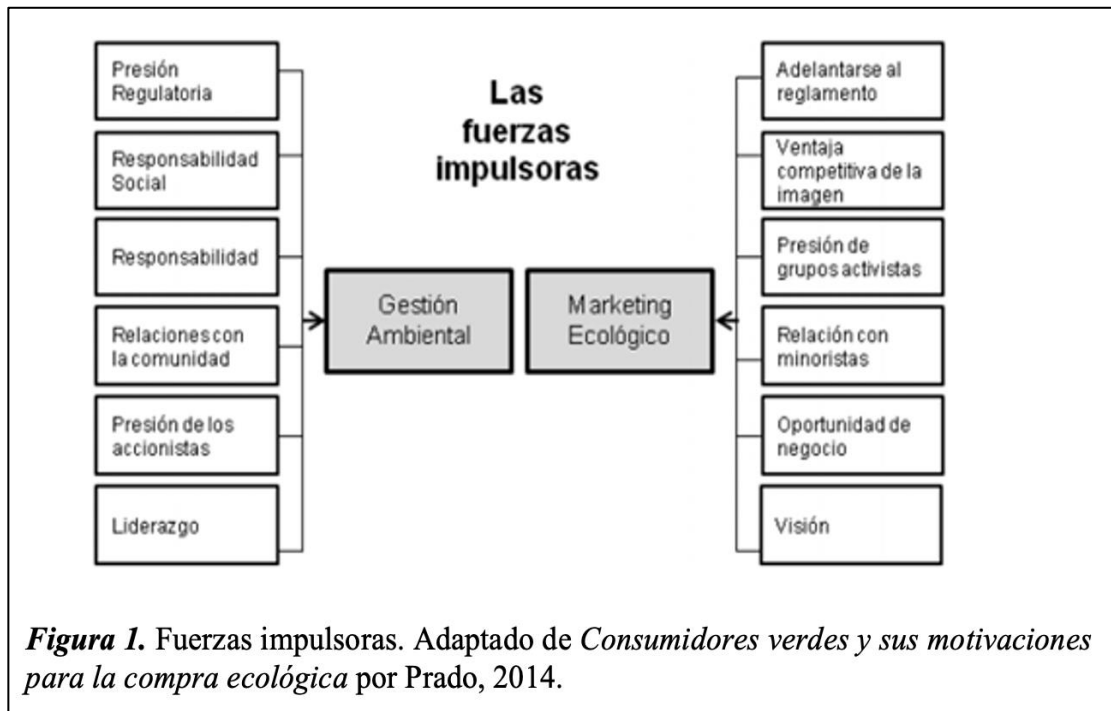 Presión
Regulatoria
Responsabilidad
Social
Responsabilidad
Relaciones con
la comunidad
Presión de los
accionistas
Liderazgo
Las
fuerzas
impulsoras
Gestión
Ambiental
Marketing
Ecológico
Adelantarse al
reglamento
Ventaja
competitiva de la
imagen
Presión de
grupos activistas
Relación con
minoristas
Oportunidad de
negocio
Visión
Figura 1. Fuerzas impulsoras. Adaptado de Consumidores verdes y sus motivaciones
para la compra ecológica por Prado, 2014.